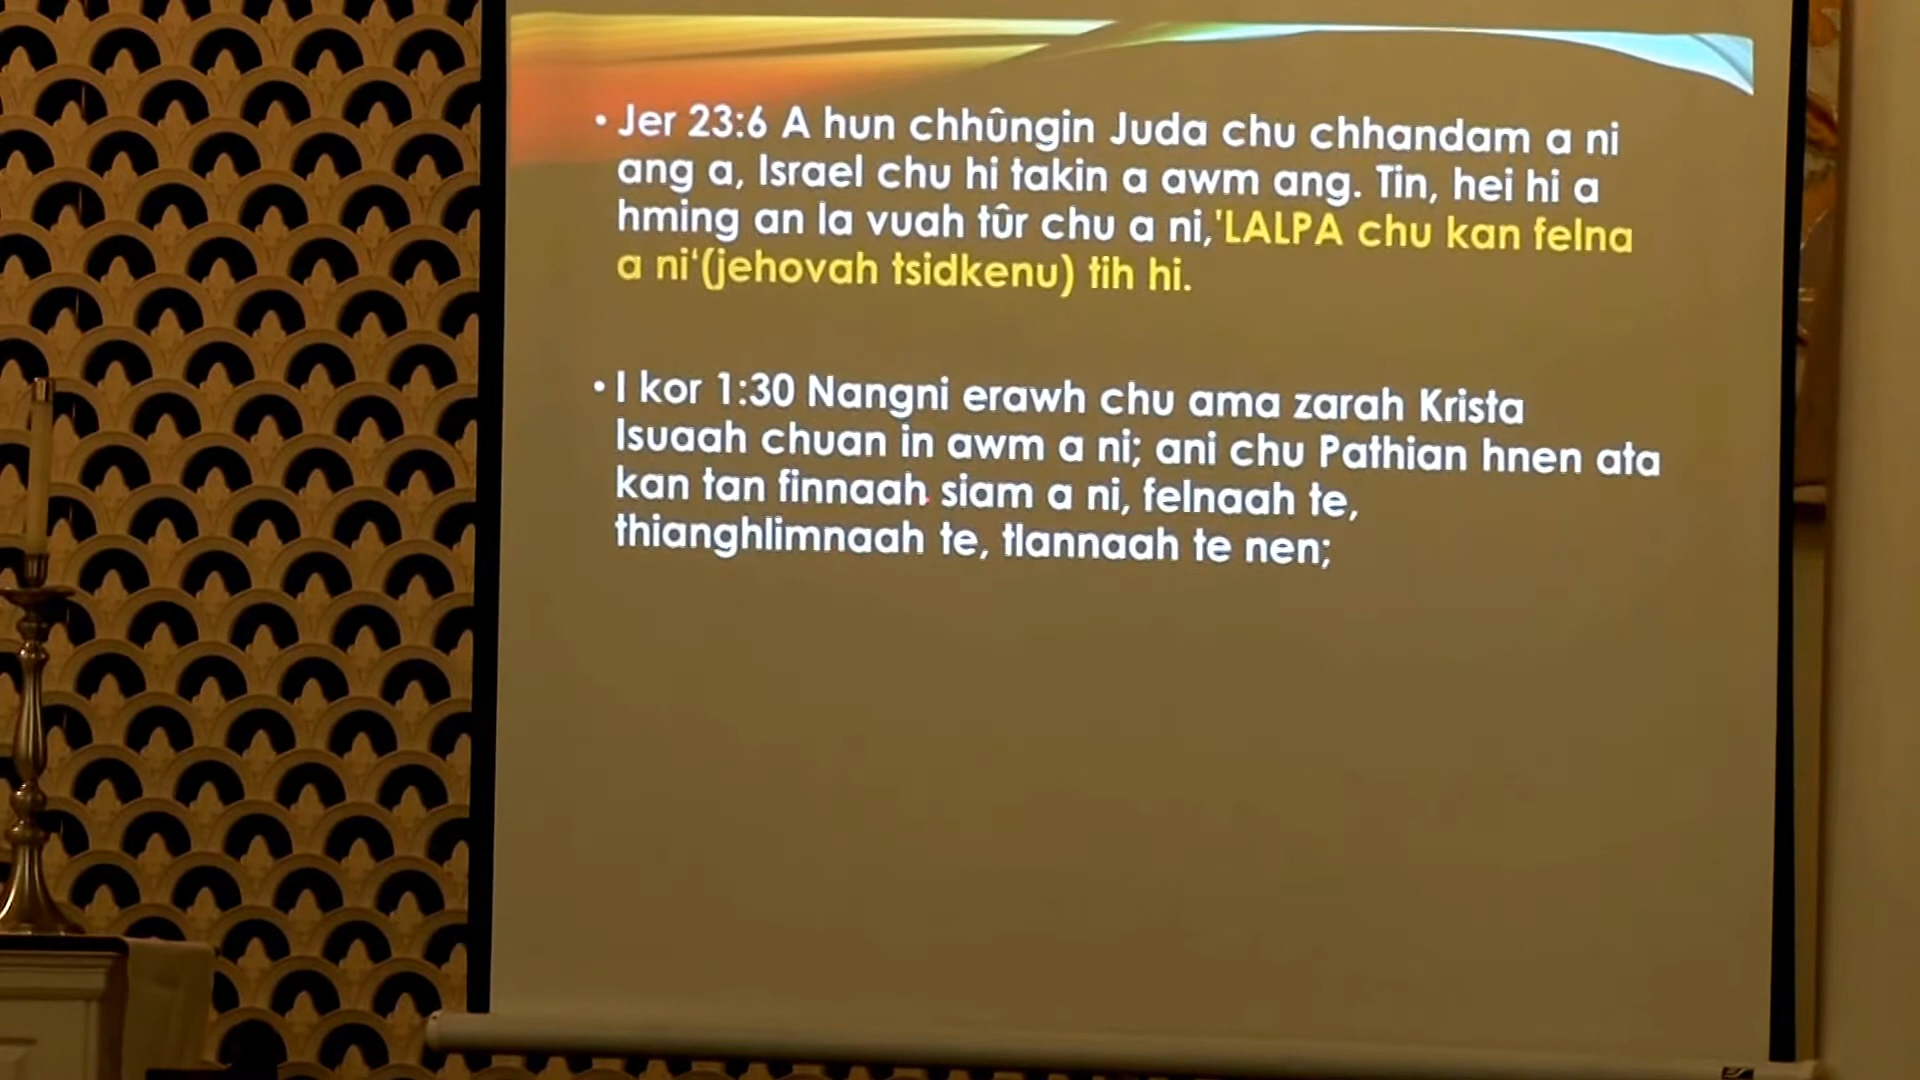 • Jer 23:6 A hun chhûngin Juda chu chhandam a ni
ang a, Israel chu hi takin a awm ang. Tin, hei hi a
hming an la vuah tûr chu a ni,'LALPA chu kan felna
a ni‘(jehovah tsidkenu) tih hi.
• I kor 1:30 Nangni erawh chu ama zarah Krista
Isuaah chuan in awm a ni; ani chu Pathian hnen ata
kan tan finnaah siam a ni, felnaah te,
thianghlimnaah te, tlannaah te nen;